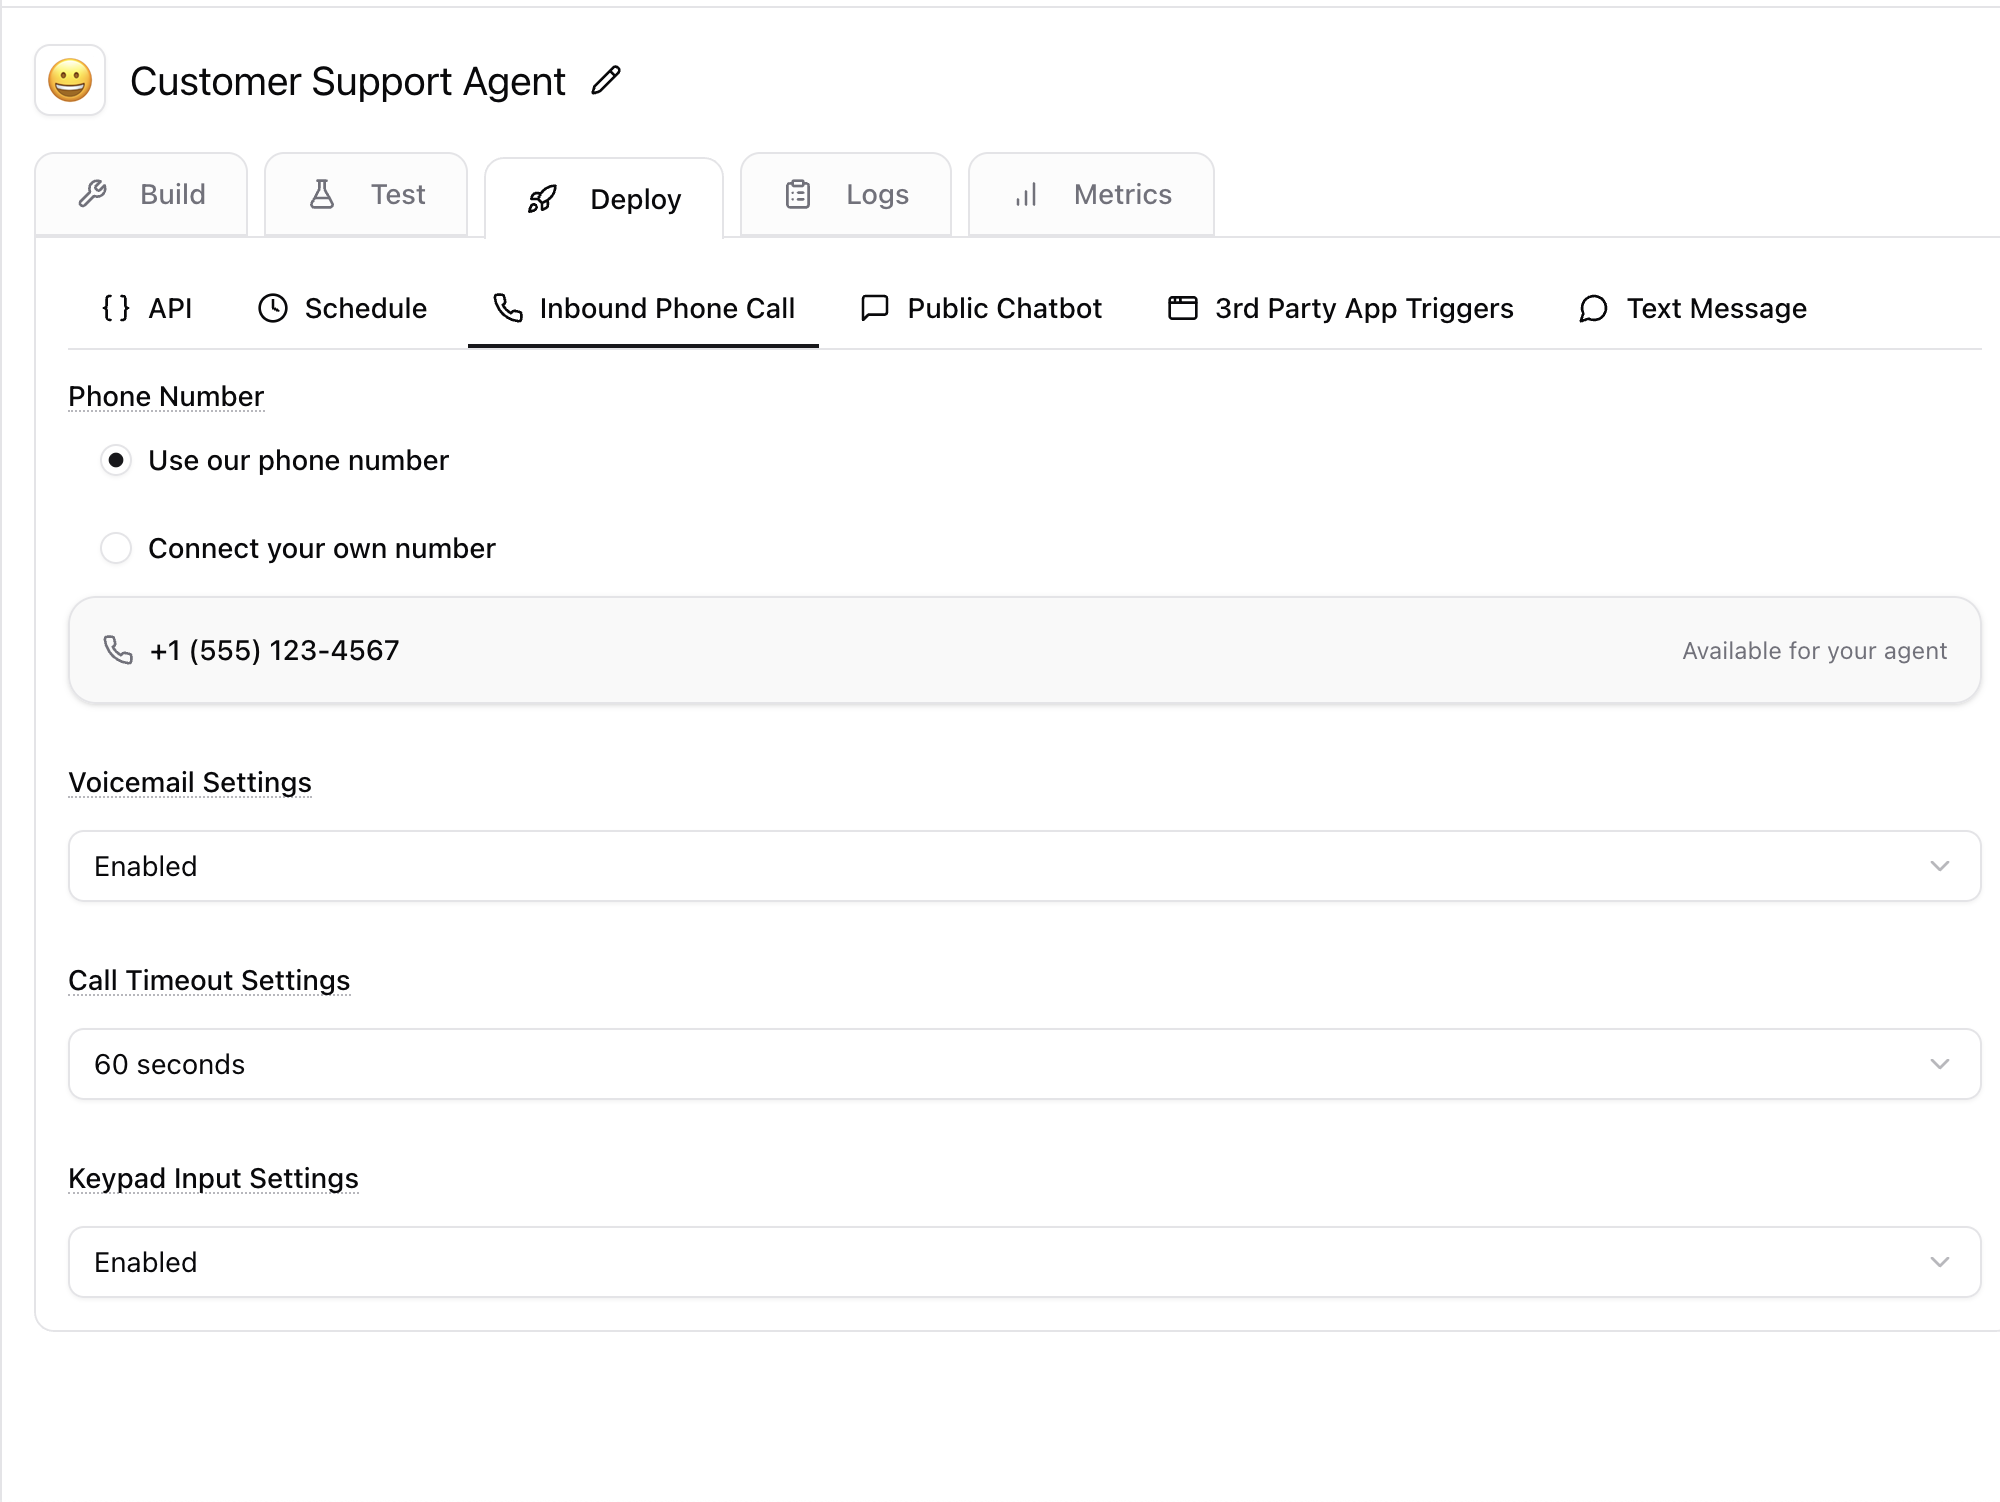 Customer Support Agent
Build
Test
Deploy
Logs
Metrics
API
Schedule
Inbound Phone Call
Public Chatbot
3rd Party App Triggers
Text Message
Phone Number
Use our phone number
Connect your own number
+1 (555) 123-4567
Available for your agent
Voicemail Settings
Enabled
Call Timeout Settings
60 seconds
Keypad Input Settings
Enabled